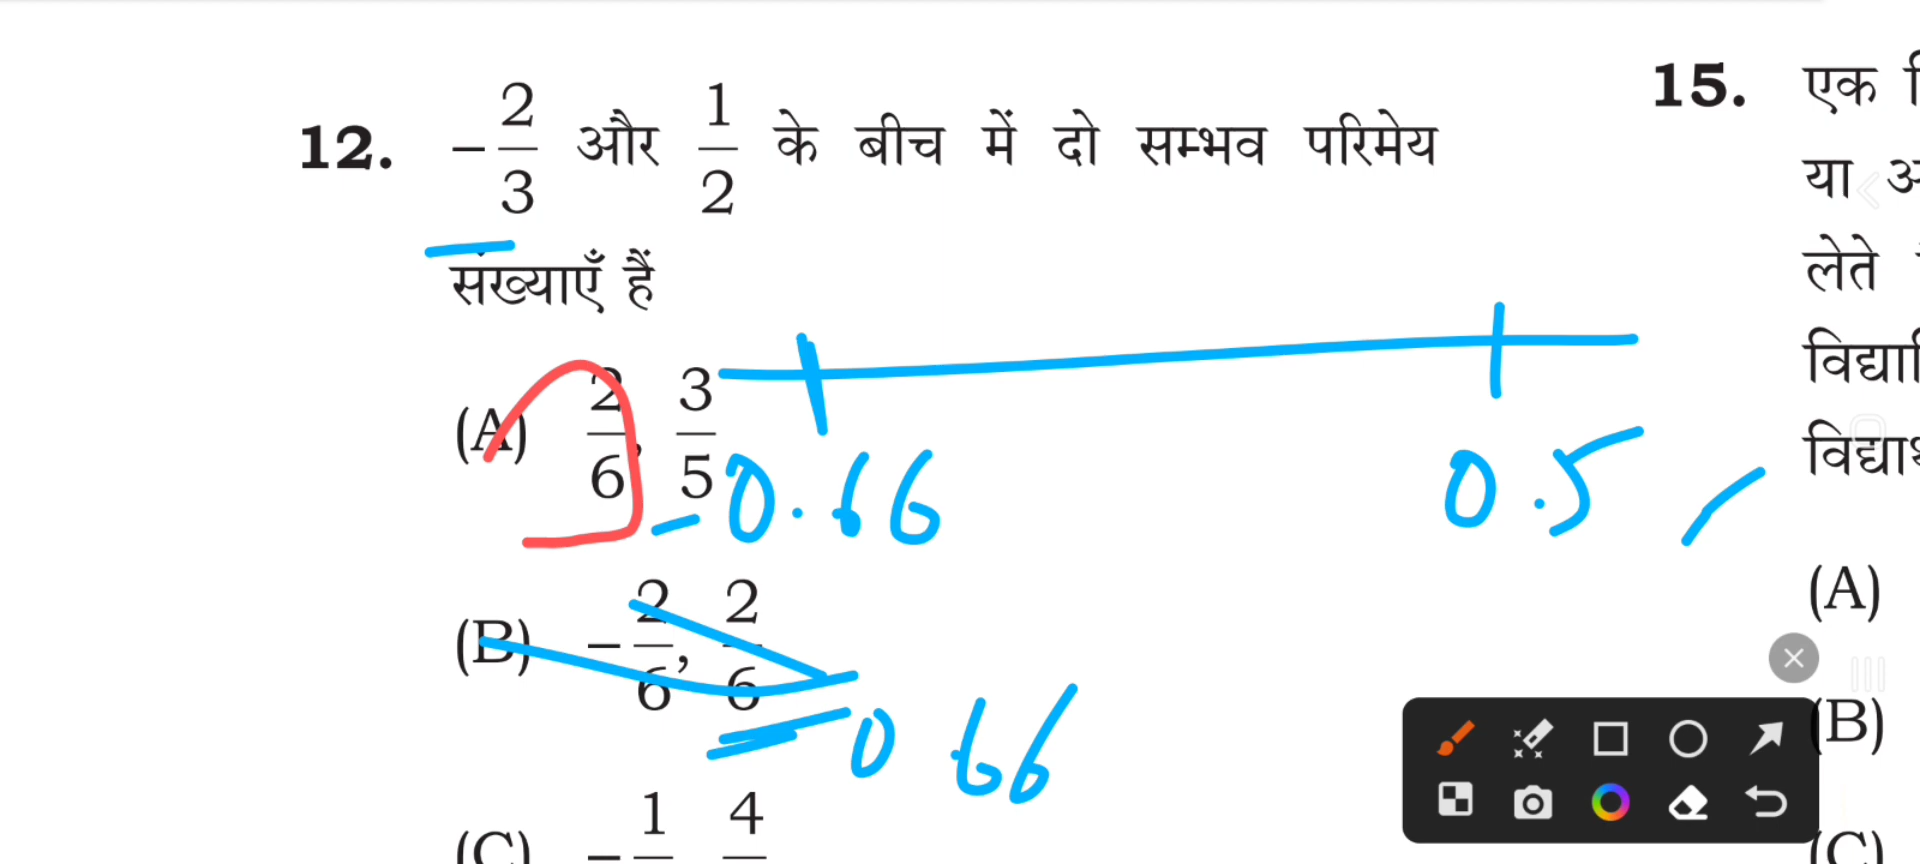 12. -2/3 और 1/2 के बीच में दो सम्भव परिमेय
संख्याएँ हैं
(A) 2/6, 3/5
-0.66
0.5
(B) -2/6, 2/6
0 66
(C) -1 4
15. एक
या
लेते
(A)
(B)
(C)